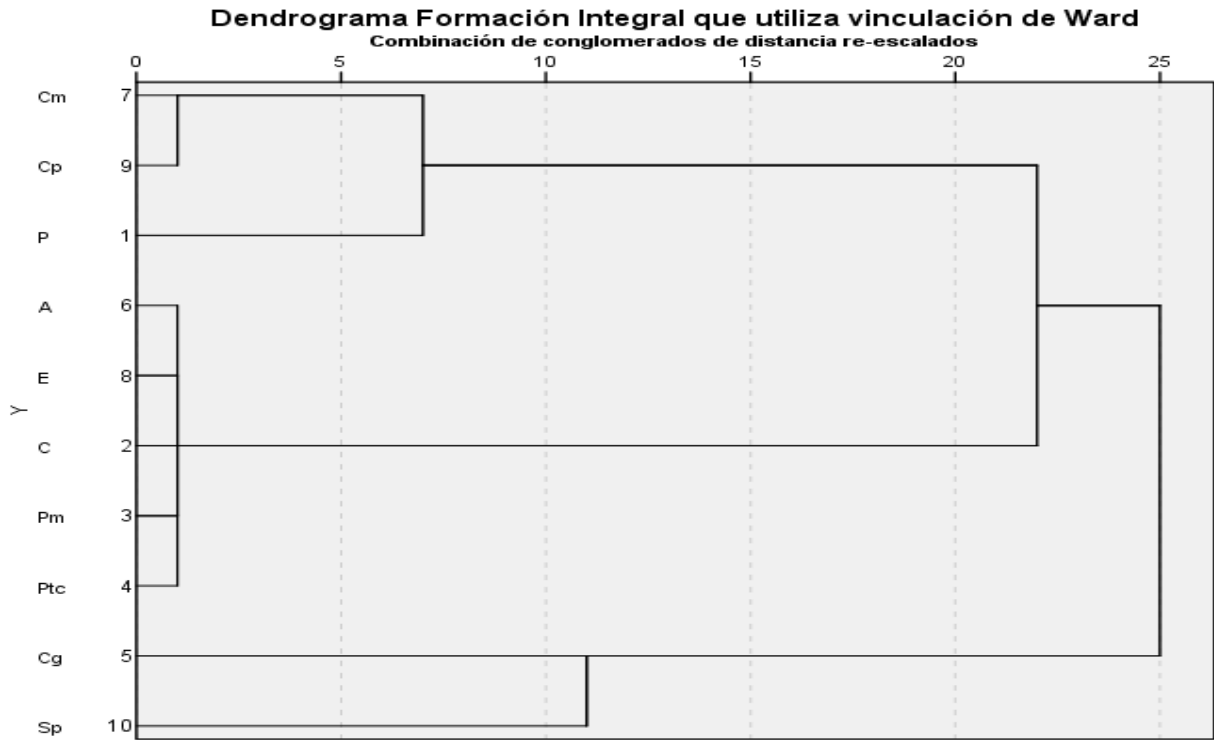 Dendrograma Formación Integral que utiliza vinculación de Ward
Combinación de conglomerados de distancia re-escalados
0 5 10 15 20 25
Cm 7
Cp 9
P 1
A 6
E 8
Y
C 2
Pm 3
Ptc 4
Cg 5
Sp 10